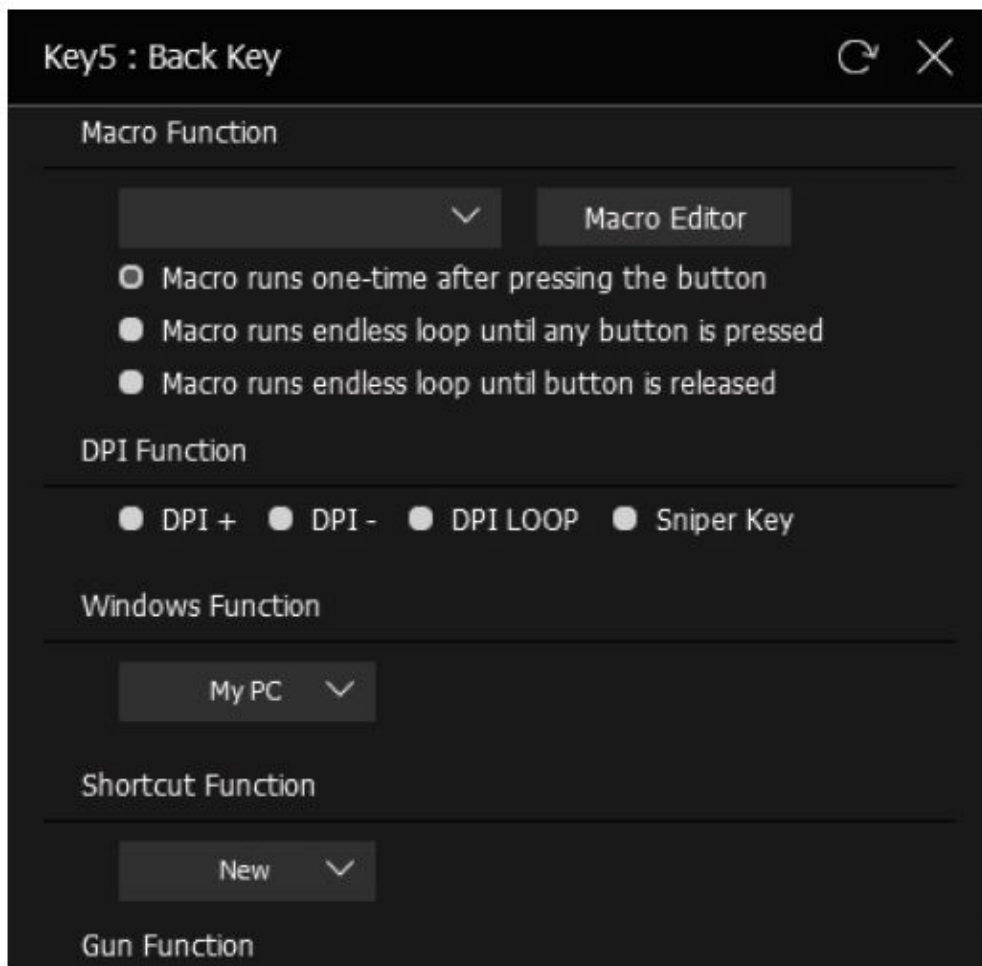 Key5 : Back Key
Macro Function
Macro Editor
Macro runs one-time after pressing the button
Macro runs endless loop until any button is pressed
Macro runs endless loop until button is released
DPI Function
DPI + DPI - DPI LOOP Sniper Key
Windows Function
My PC
Shortcut Function
New
Gun Function